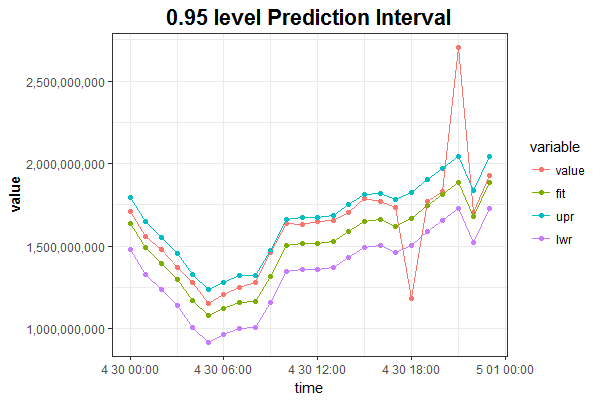 0.95 level Prediction Interval
value
2,500,000,000
2,000,000,000
1,500,000,000
1,000,000,000
4 30 00:00
4 30 06:00
4 30 12:00
4 30 18:00
5 01 00:00
time
variable
value
fit
upr
lwr